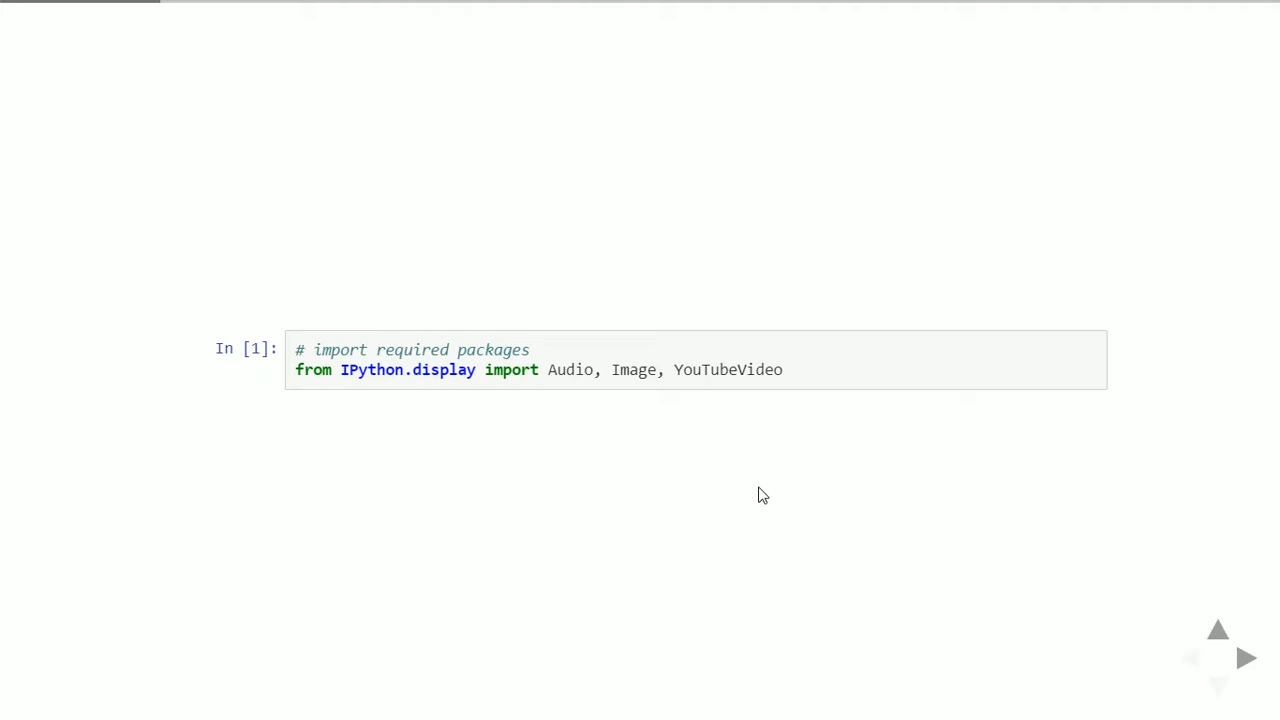 In [1]:
# import required packages
from IPython.display import Audio, Image, YouTubeVideo